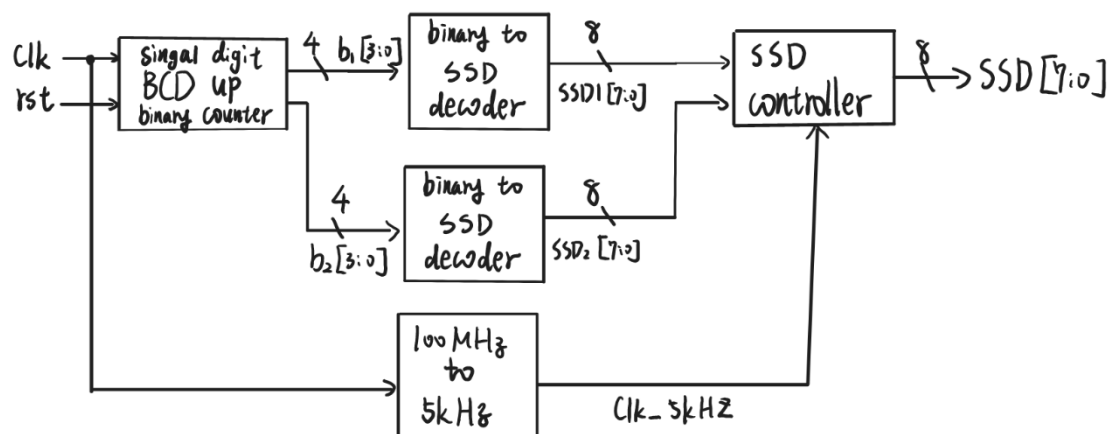 Clk
rst
singal digit
BCD up
binary counter
4
b₁[3:0]
binary to
SSD
decoder
8
SSD1[7:0]
SSD
controller
8
SSD[7:0]
4
b₂[3:0]
binary to
SSD
decoder
8
SSD₂[7:0]
100MHz
to
5kHz
Clk_5kHZ